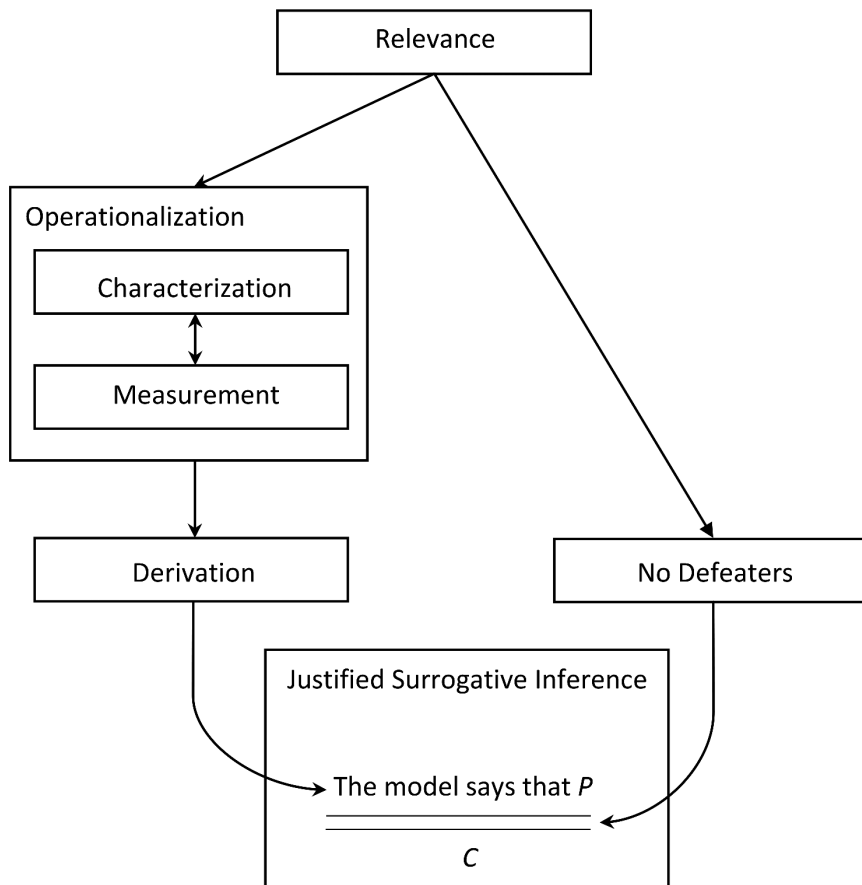 Relevance
Operationalization
Characterization
Measurement
Derivation
No Defeaters
Justified Surrogative Inference
The model says that P
C